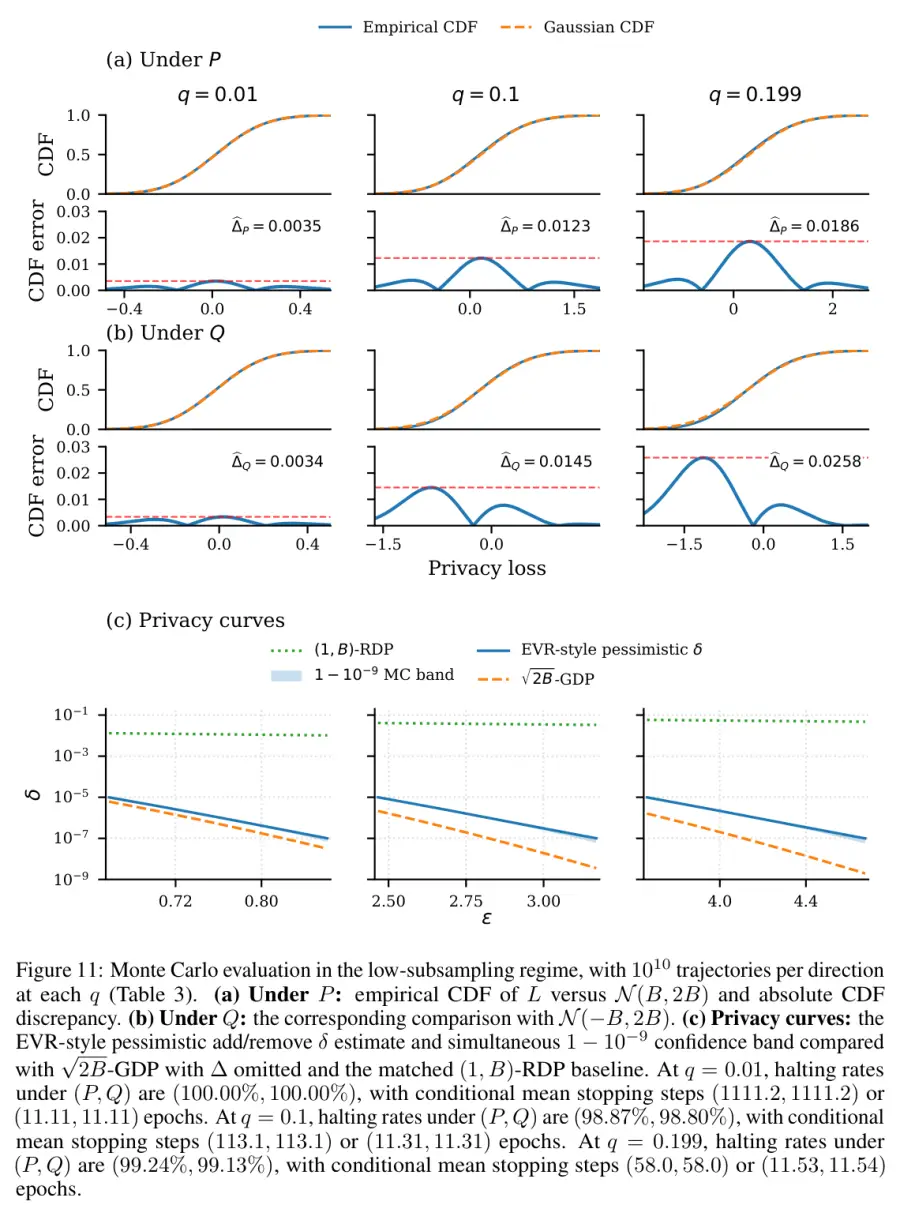 Empirical CDF
Gaussian CDF
(a) Under P
q = 0.01
q = 0.1
q = 0.199
CDF
1.0
0.5
0.0
CDF error
0.03
0.02
0.01
0.00
Δ̂_P = 0.0035
Δ̂_P = 0.0123
Δ̂_P = 0.0186
−0.4 0.0 0.4
0.0 1.5
0 2
(b) Under Q
CDF
1.0
0.5
0.0
CDF error
0.03
0.02
0.01
0.00
Δ̂_Q = 0.0034
Δ̂_Q = 0.0145
Δ̂_Q = 0.0258
−0.4 0.0 0.4
−1.5 0.0
−1.5 0.0 1.5
Privacy loss
(c) Privacy curves
(1, B)-RDP
EVR-style pessimistic δ
1 − 10⁻⁹ MC band
√2B-GDP
δ
10⁻¹
10⁻³
10⁻⁵
10⁻⁷
10⁻⁹
0.72 0.80
2.50 2.75 3.00
4.0 4.4
ε
Figure 11: Monte Carlo evaluation in the low-subsampling regime, with 10¹⁰ trajectories per direction
at each q (Table 3). (a) Under P: empirical CDF of L versus 𝒩(B, 2B) and absolute CDF
discrepancy. (b) Under Q: the corresponding comparison with 𝒩(−B, 2B). (c) Privacy curves: the
EVR-style pessimistic add/remove δ estimate and simultaneous 1 − 10⁻⁹ confidence band compared
with √2B-GDP with Δ omitted and the matched (1, B)-RDP baseline. At q = 0.01, halting rates
under (P, Q) are (100.00%, 100.00%), with conditional mean stopping steps (1111.2, 1111.2) or
(11.11, 11.11) epochs. At q = 0.1, halting rates under (P, Q) are (98.87%, 98.80%), with conditional
mean stopping steps (113.1, 113.1) or (11.31, 11.31) epochs. At q = 0.199, halting rates under
(P, Q) are (99.24%, 99.13%), with conditional mean stopping steps (58.0, 58.0) or (11.53, 11.54)
epochs.